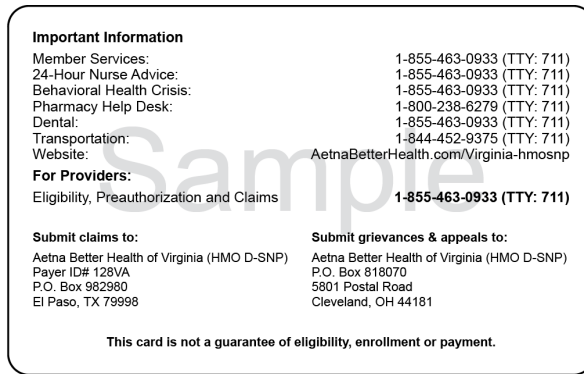 Important Information
Member Services: 1-855-463-0933 (TTY: 711)
24-Hour Nurse Advice: 1-855-463-0933 (TTY: 711)
Behavioral Health Crisis: 1-855-463-0933 (TTY: 711)
Pharmacy Help Desk: 1-800-238-6279 (TTY: 711)
Dental: 1-855-463-0933 (TTY: 711)
Transportation: 1-844-452-9375 (TTY: 711)
Website: AetnaBetterHealth.com/Virginia-hmosnp
Sample
For Providers:
Eligibility, Preauthorization and Claims 1-855-463-0933 (TTY: 711)
Submit claims to:
Aetna Better Health of Virginia (HMO D-SNP)
Payer ID# 128VA
P.O. Box 982980
El Paso, TX 79998
Submit grievances & appeals to:
Aetna Better Health of Virginia (HMO D-SNP)
P.O. Box 818070
5801 Postal Road
Cleveland, OH 44181
This card is not a guarantee of eligibility, enrollment or payment.